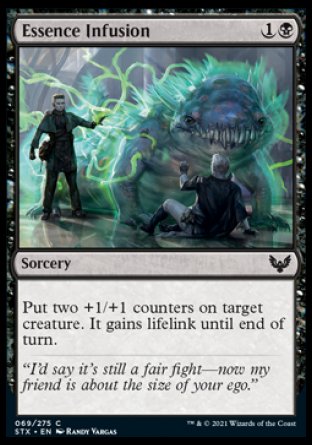 Essence Infusion 1
Sorcery
Put two +1/+1 counters on target
creature. It gains lifelink until end of
turn.
“I’d say it’s still a fair fight—now my
friend is about the size of your ego.”
069/275 C
STX • EN Randy Vargas ™ & © 2021 Wizards of the Coast